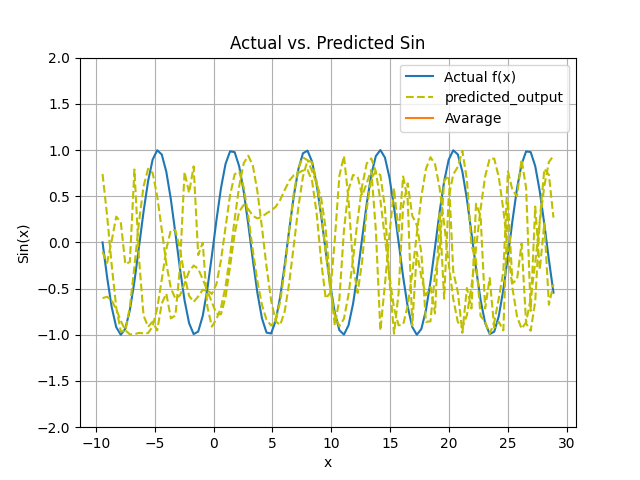 Actual vs. Predicted Sin
Actual f(x)
predicted_output
Avarage
2.0
1.5
1.0
0.5
0.0
−0.5
−1.0
−1.5
−2.0
Sin(x)
−10 −5 0 5 10 15 20 25 30
x